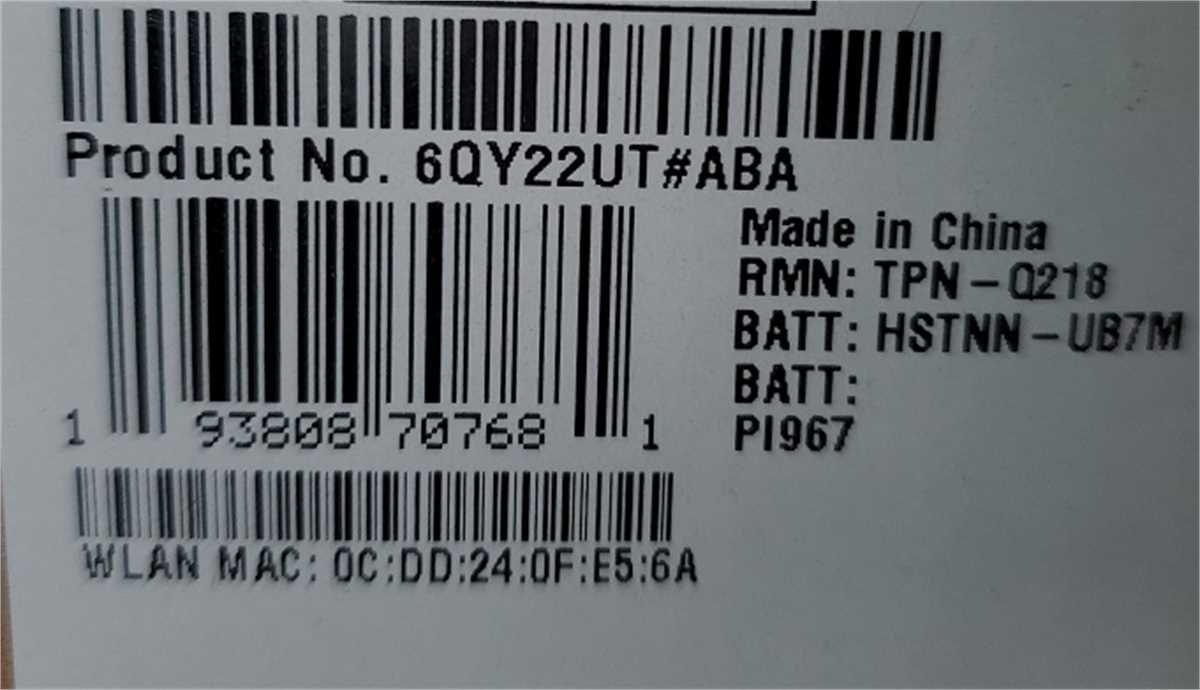 Product No. 6QY22UT#ABA
Made in China
RMN: TPN-Q218
BATT: HSTNN-UB7M
BATT:
PI967
1 93808 70768 1
WLAN MAC: 0C:DD:24:0F:E5:6A